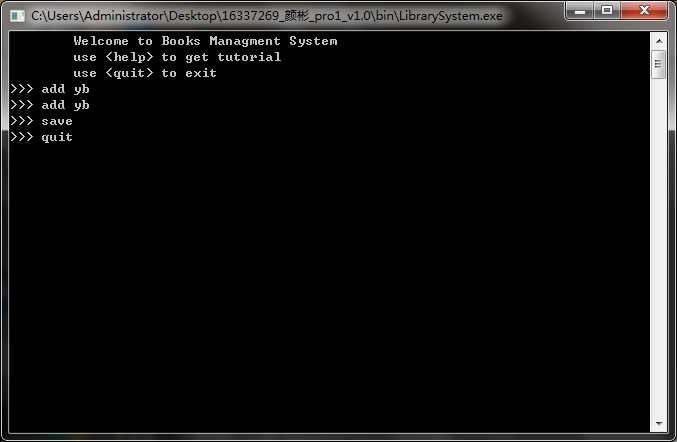 C:\Users\Administrator\Desktop\16337269_颜彬_pro1_v1.0\bin\LibrarySystem.exe
Welcome to Books Managment System
use <help> to get tutorial
use <quit> to exit
>>> add yb
>>> add yb
>>> save
>>> quit